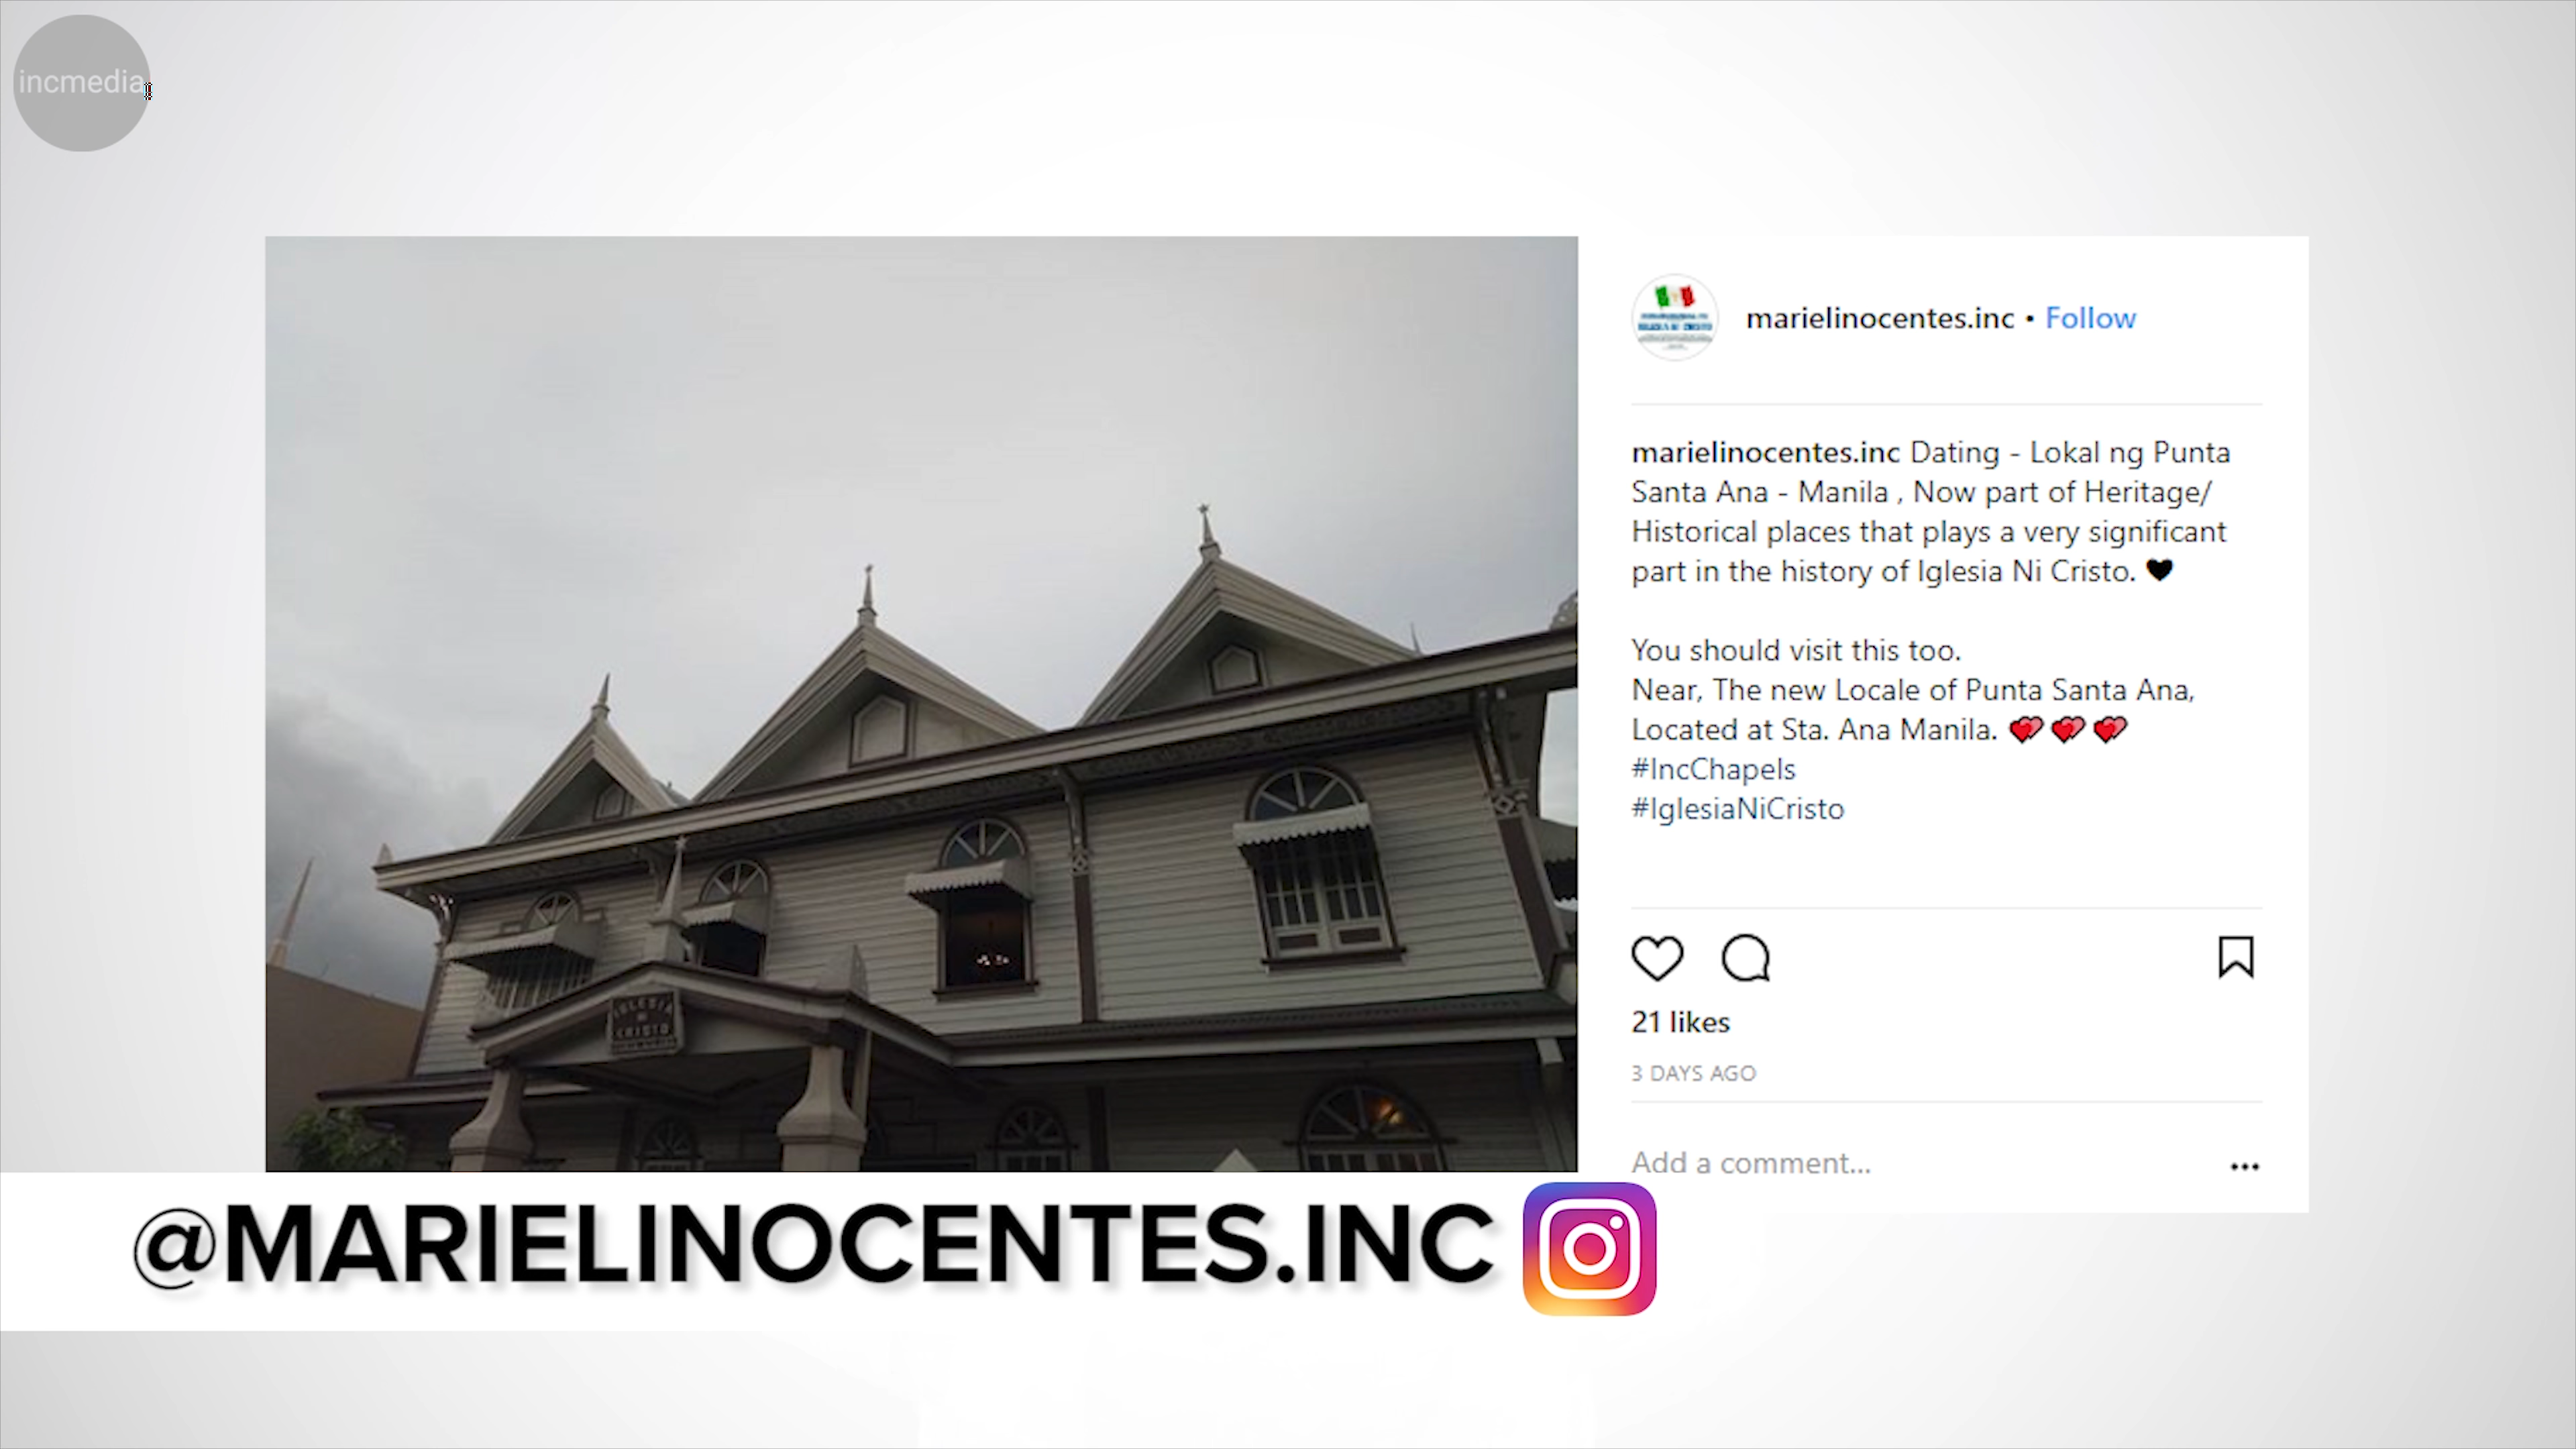 incmedia
marielinocentes.inc • Follow
marielinocentes.inc Dating - Lokal ng Punta
Santa Ana - Manila , Now part of Heritage/
Historical places that plays a very significant
part in the history of Iglesia Ni Cristo. 🖤
You should visit this too.
Near, The new Locale of Punta Santa Ana,
Located at Sta. Ana Manila. 💕💕💕
#IncChapels
#IglesiaNiCristo
21 likes
3 DAYS AGO
Add a comment...
IGLESIA
NI
CRISTO
@MARIELINOCENTES.INC